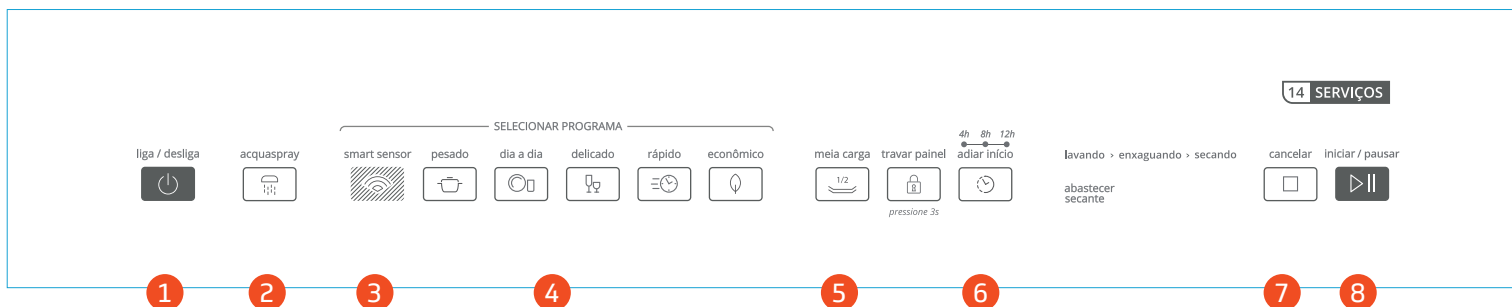 14 SERVIÇOS
SELECIONAR PROGRAMA
4h 8h 12h
liga / desliga acquaspray smart sensor pesado dia a dia delicado rápido econômico meia carga travar painel adiar início lavando › enxaguando › secando cancelar iniciar / pausar
1/2
abastecer
secante
pressione 3s
1 2 3 4 5 6 7 8